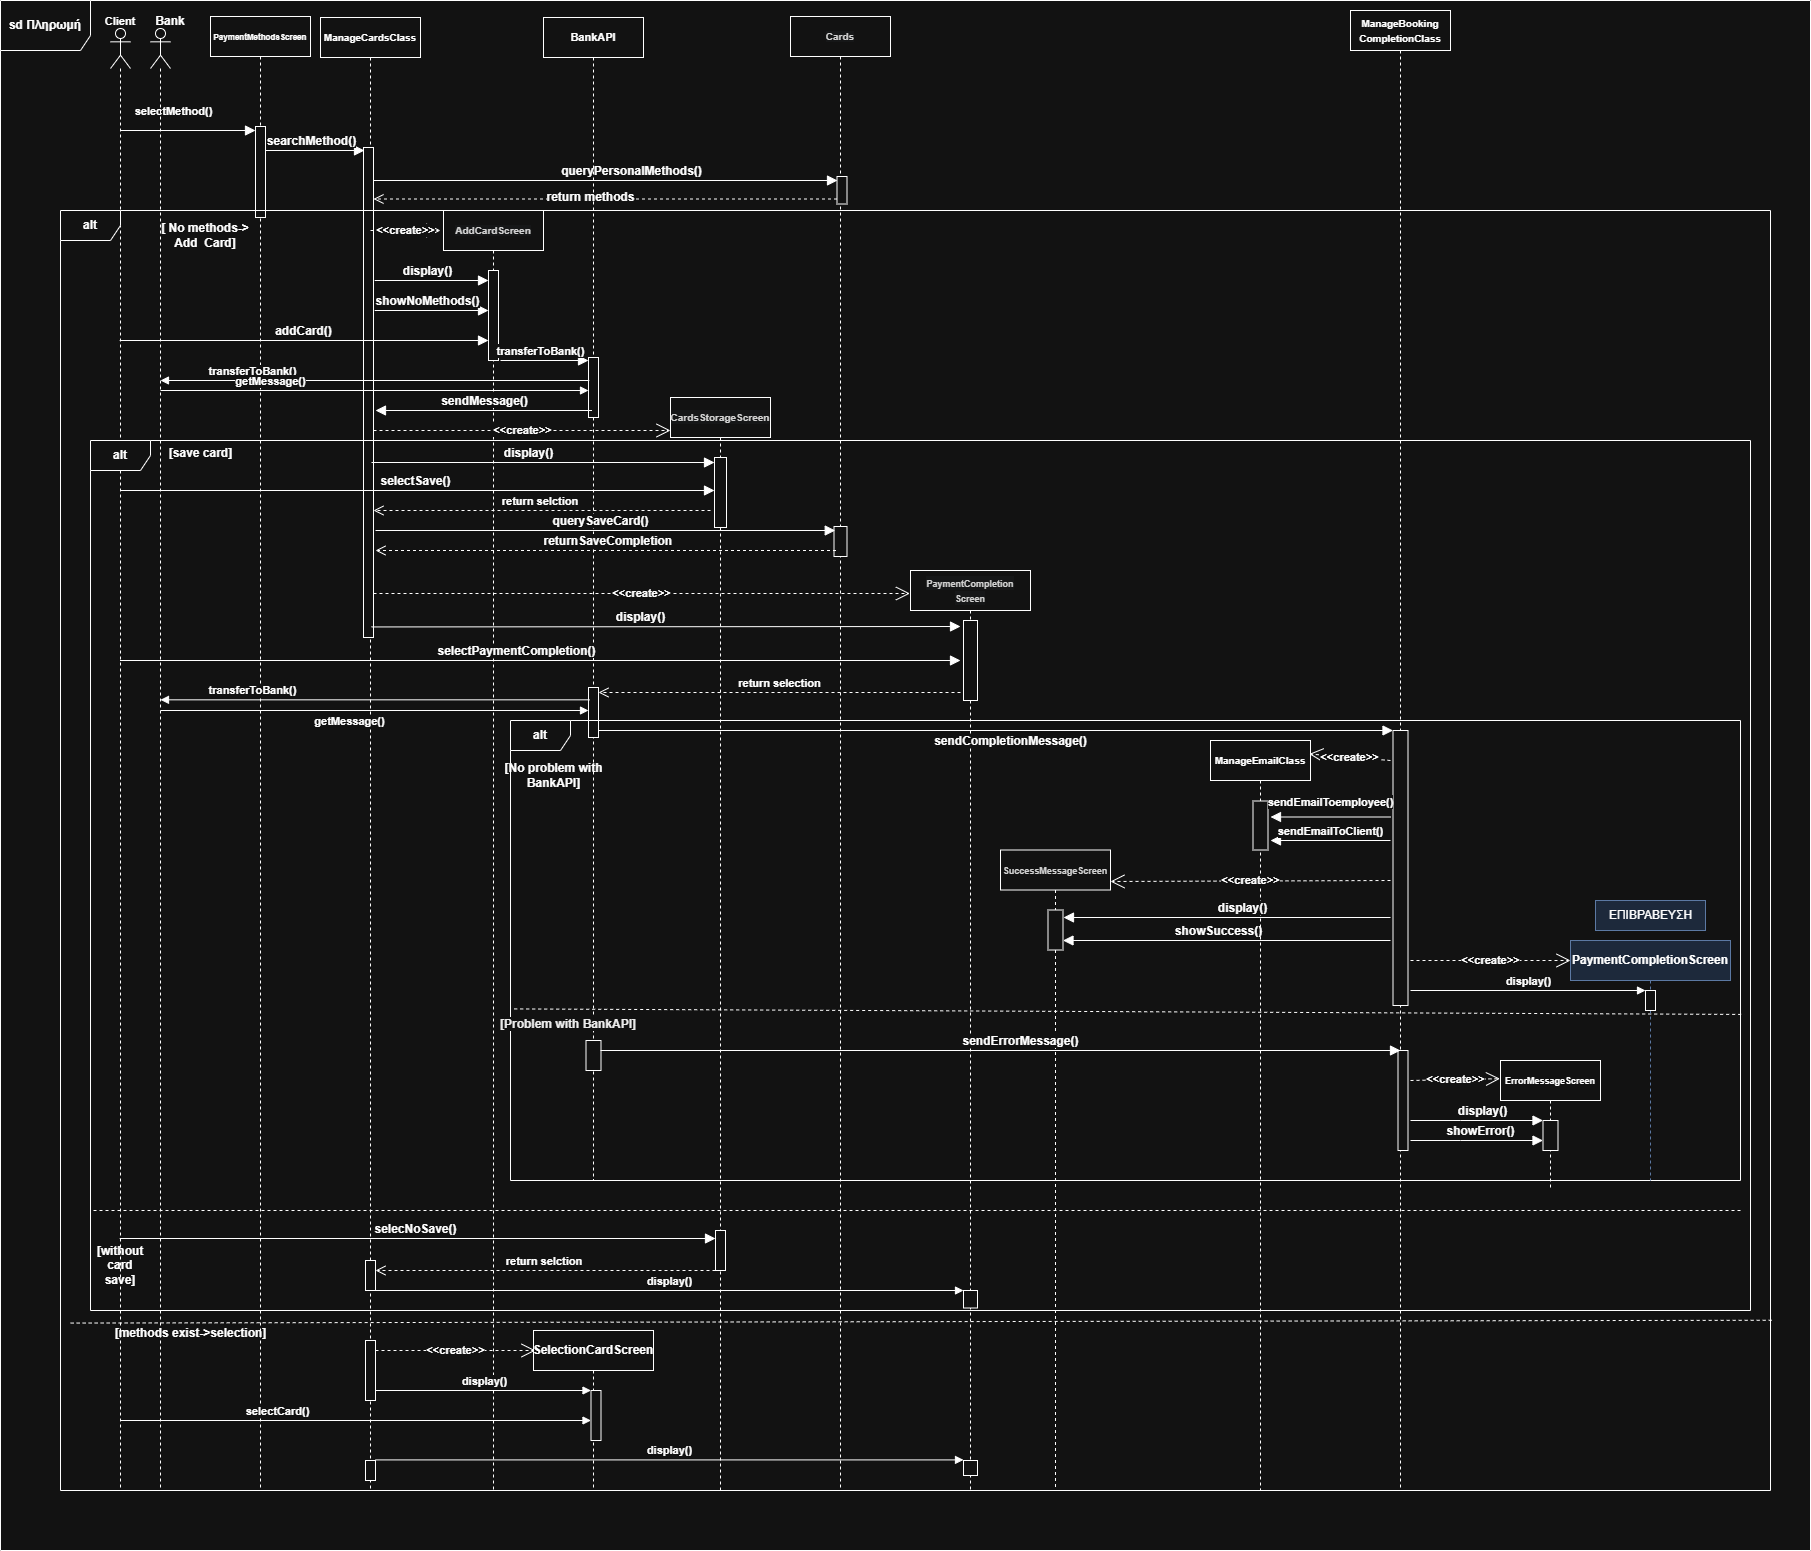 sd Πληρωμή
Client
Bank
PaymentMethodsScreen
ManageCardsClass
BankAPI
Cards
ManageBooking
CompletionClass
selectMethod()
searchMethod()
queryPersonalMethods()
return methods
alt
[ No methods->
Add  Card]
<<create>>
AddCardScreen
display()
showNoMethods()
addCard()
transferToBank()
transferToBank()
getMessage()
sendMessage()
CardsStorageScreen
<<create>>
alt
[save card]
display()
selectSave()
return selction
querySaveCard()
returnSaveCompletion
<<create>>
PaymentCompletion
Screen
display()
selectPaymentCompletion()
return selection
transferToBank()
getMessage()
alt
[No problem with
BankAPI]
sendCompletionMessage()
ManageEmailClass
<<create>>
sendEmailToemployee()
sendEmailToClient()
SuccessMessageScreen
<<create>>
display()
showSuccess()
ΕΠΙΒΡΑΒΕΥΣΗ
<<create>>
PaymentCompletionScreen
display()
[Problem with BankAPI]
sendErrorMessage()
<<create>>
ErrorMessageScreen
display()
showError()
selecNoSave()
[without
card
save]
return selction
display()
[methods exist->selection]
<<create>>
SelectionCardScreen
display()
selectCard()
display()